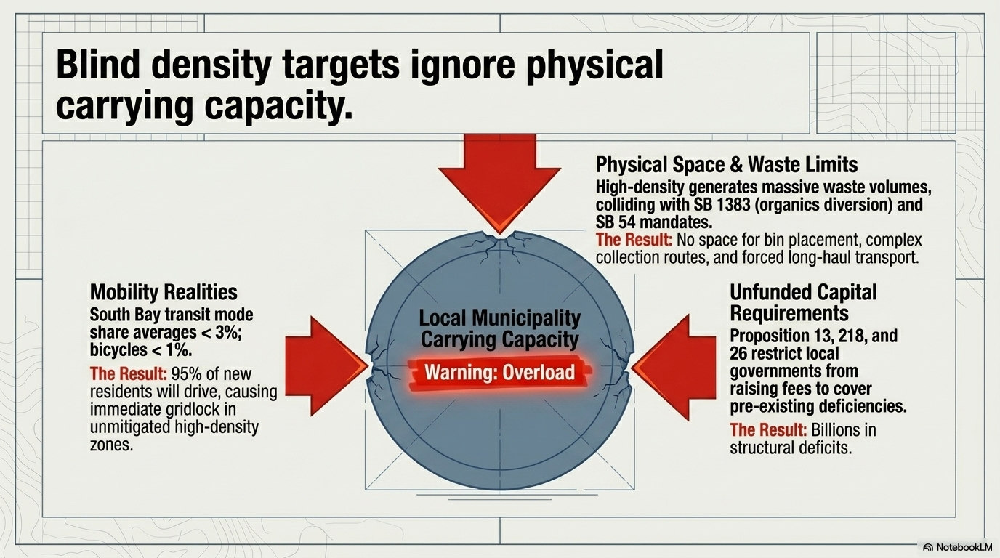 Blind density targets ignore physical
carrying capacity.
Physical Space & Waste Limits
High-density generates massive waste volumes,
colliding with SB 1383 (organics diversion) and
SB 54 mandates.
The Result: No space for bin placement, complex
collection routes, and forced long-haul transport.
Mobility Realities
South Bay transit mode
share averages < 3%;
bicycles < 1%.
The Result: 95% of new
residents will drive, causing
immediate gridlock in
unmitigated high-density
zones.
Local Municipality
Carrying Capacity
Warning: Overload
Unfunded Capital
Requirements
Proposition 13, 218, and
26 restrict local
governments from
raising fees to cover
pre-existing deficiencies.
The Result: Billions in
structural deficits.
NotebookLM